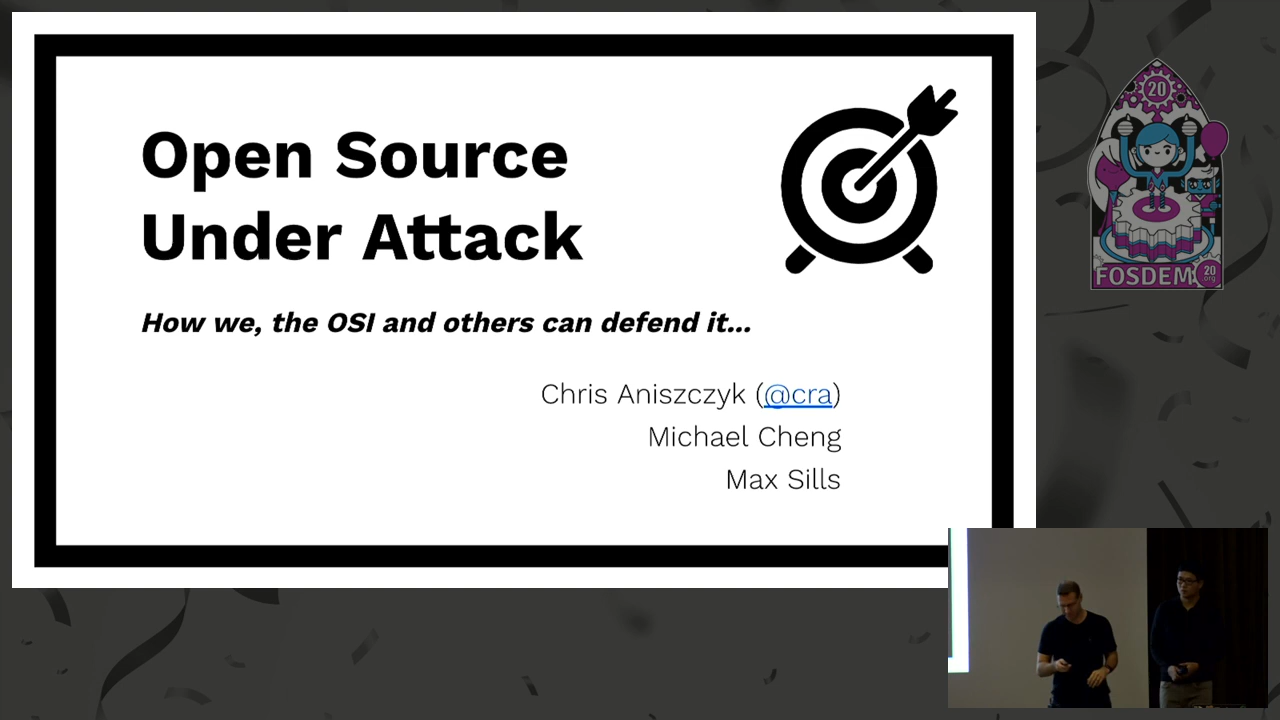 Open Source
Under Attack
How we, the OSI and others can defend it...
Chris Aniszczyk (@cra)
Michael Cheng
Max Sills
20
FOSDEM
20
.org